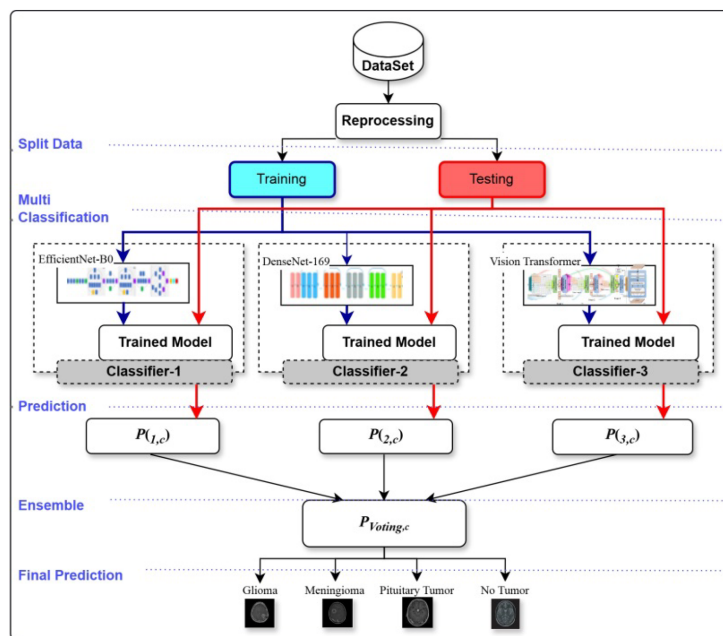 DataSet
Reprocessing
Split Data
Training
Testing
Multi
Classification
EfficientNet-B0
DenseNet-169
Vision Transformer
Trained Model
Trained Model
Trained Model
Classifier-1
Classifier-2
Classifier-3
Prediction
P(1,c)
P(2,c)
P(3,c)
Ensemble
PVoting,c
Final Prediction
Glioma
Meningioma
Pituitary Tumor
No Tumor